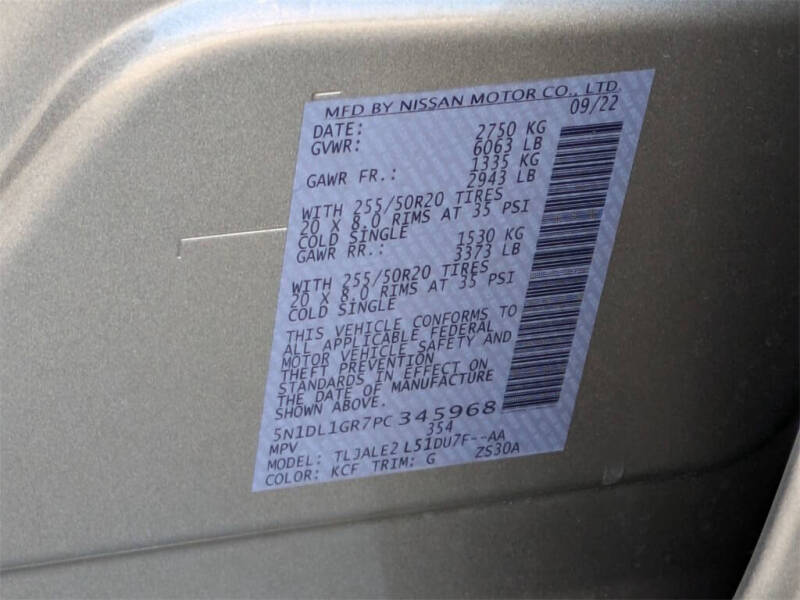 MFD BY NISSAN MOTOR CO., LTD
DATE: 09/22
GVWR: 2750 KG
6063 LB
GAWR FR.: 1335 KG
2943 LB
WITH 255/50R20 TIRES
20 X 8.0 RIMS AT 35 PSI
COLD SINGLE
GAWR RR.: 1530 KG
3373 LB
WITH 255/50R20 TIRES
20 X 8.0 RIMS AT 35 PSI
COLD SINGLE
THIS VEHICLE CONFORMS TO
ALL APPLICABLE FEDERAL
MOTOR VEHICLE SAFETY AND
THEFT PREVENTION
STANDARDS IN EFFECT ON
THE DATE OF MANUFACTURE
SHOWN ABOVE.
5N1DL1GR7PC345968
MPV 354
MODEL: TLJALE2 L51DU7F--AA
COLOR: KCF TRIM: G ZS30A